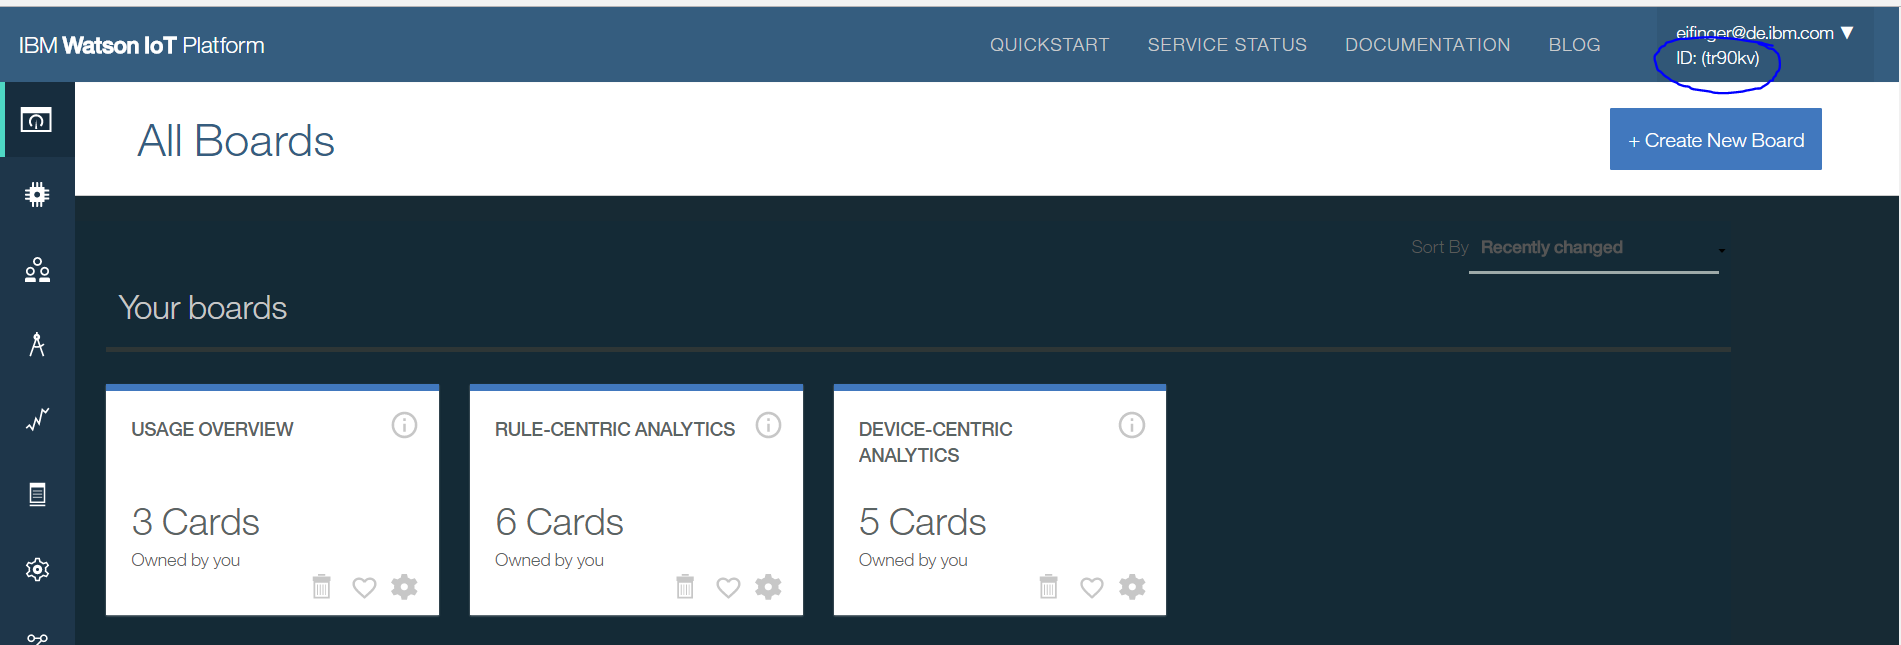 IBM Watson IoT Platform
QUICKSTART
SERVICE STATUS
DOCUMENTATION
BLOG
eifinger@de.ibm.com ▼
ID: (tr90kv)
All Boards
+ Create New Board
Sort By Recently changed
Your boards
USAGE OVERVIEW
3 Cards
Owned by you
RULE-CENTRIC ANALYTICS
6 Cards
Owned by you
DEVICE-CENTRIC
ANALYTICS
5 Cards
Owned by you